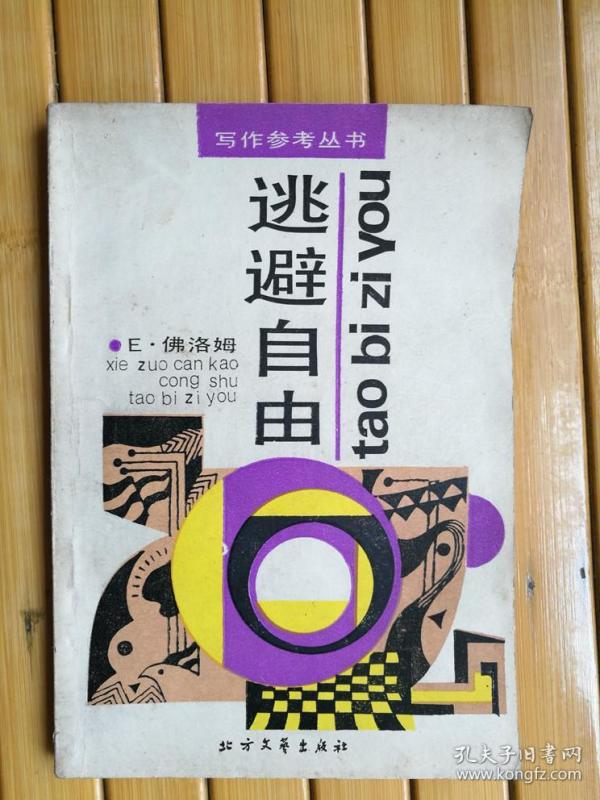 写作参考丛书
逃避自由
tao bi zi you
E·佛洛姆
xie zuo can kao
cong shu
tao bi zi you
北方文艺出版社
孔夫子旧书网
www.kongfz.com